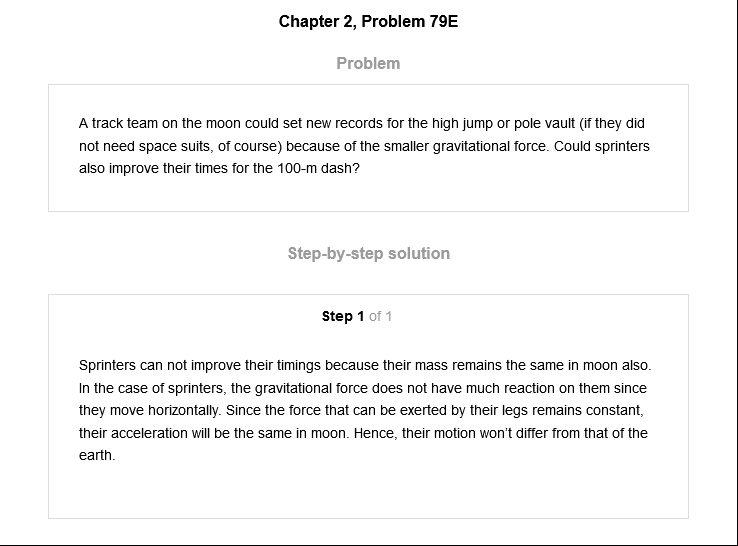 Chapter 2, Problem 79E
Problem
A track team on the moon could set new records for the high jump or pole vault (if they did
not need space suits, of course) because of the smaller gravitational force. Could sprinters
also improve their times for the 100-m dash?
Step-by-step solution
Step 1 of 1
Sprinters can not improve their timings because their mass remains the same in moon also.
In the case of sprinters, the gravitational force does not have much reaction on them since
they move horizontally. Since the force that can be exerted by their legs remains constant,
their acceleration will be the same in moon. Hence, their motion won’t differ from that of the
earth.